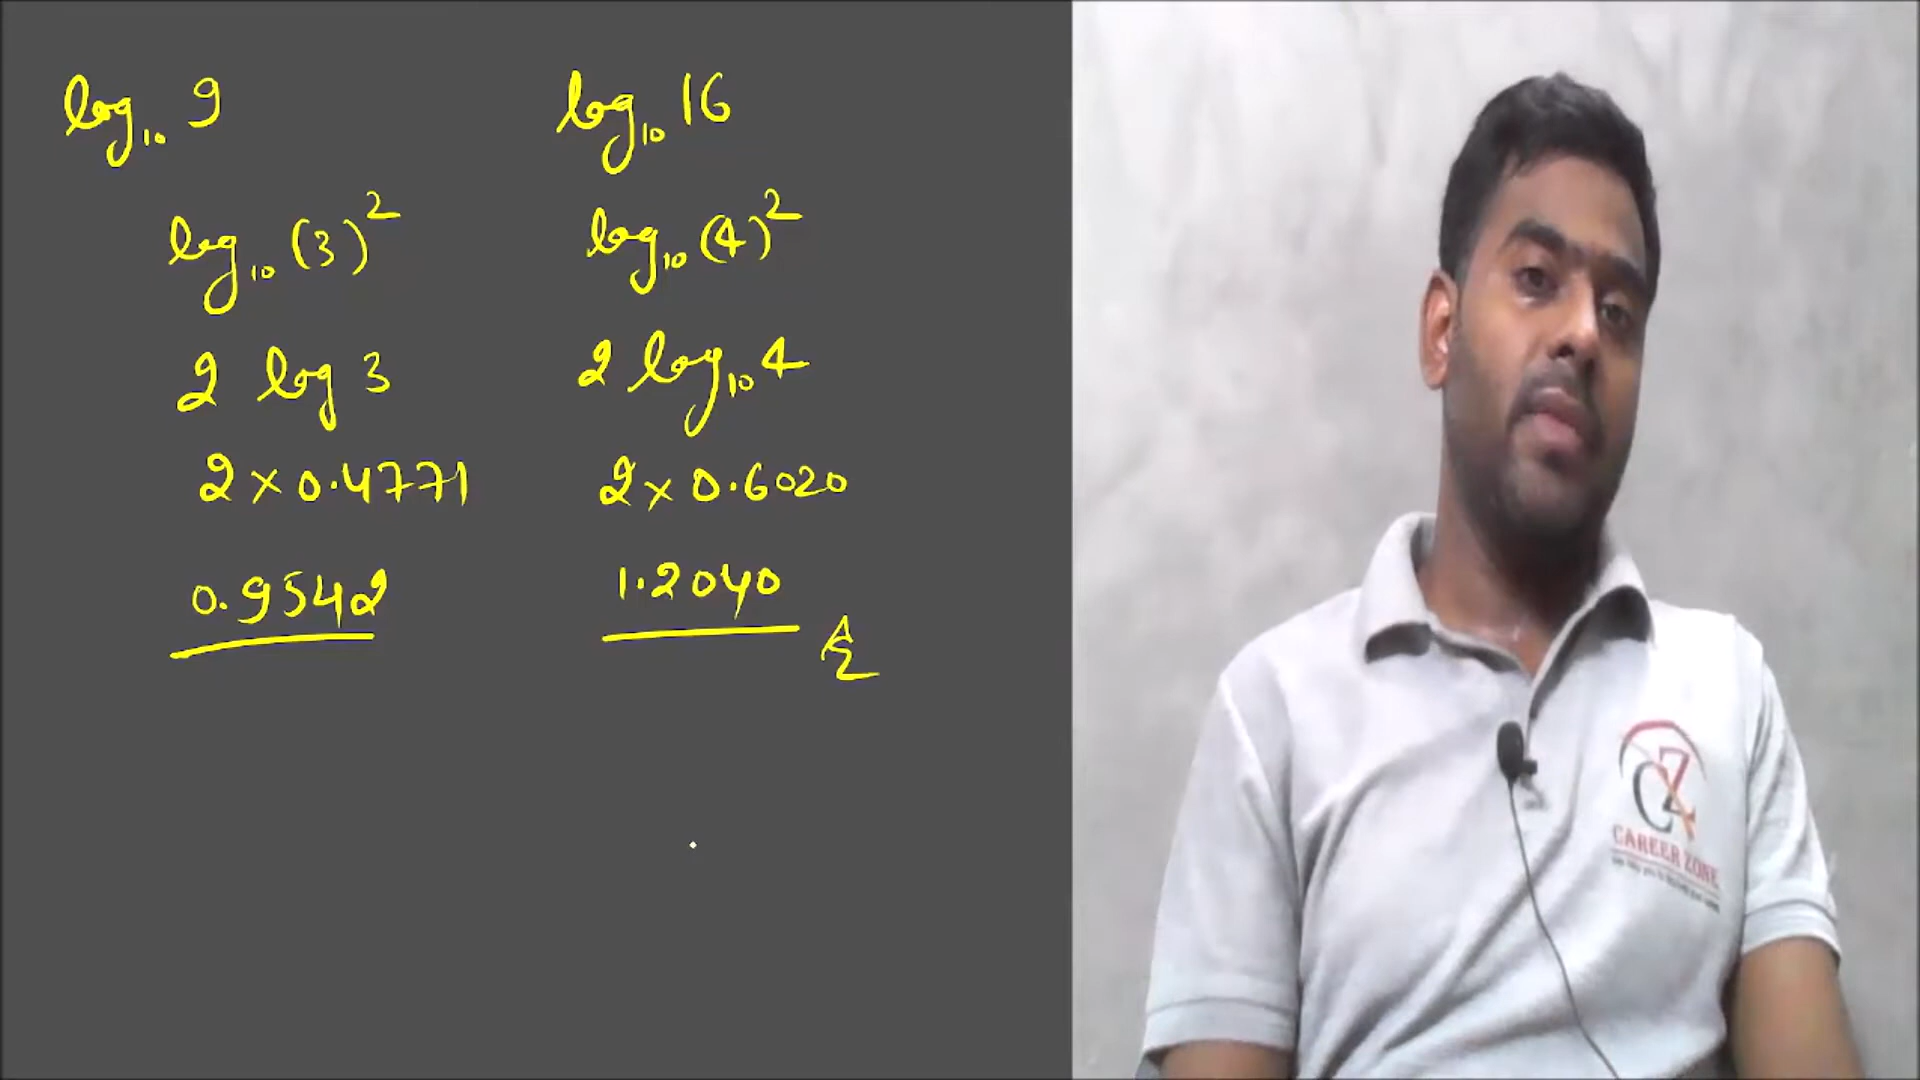 log₁₀ 9
log₁₀ (3)²
2 log 3
2 × 0.4771
0.9542
log₁₀ 16
log₁₀ (4)²
2 log₁₀ 4
2 × 0.6020
1.2040
CZ
CAREER ZONE